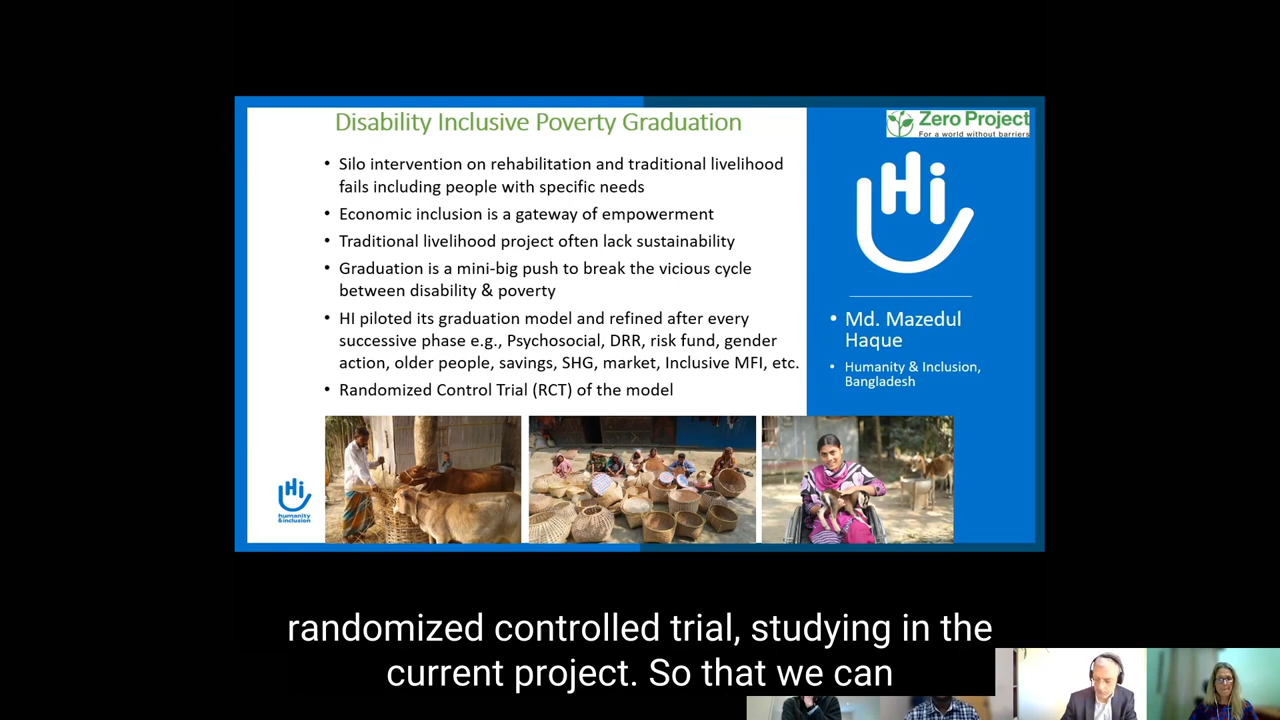 Disability Inclusive Poverty Graduation
• Silo intervention on rehabilitation and traditional livelihood
fails including people with specific needs
• Economic inclusion is a gateway of empowerment
• Traditional livelihood project often lack sustainability
• Graduation is a mini-big push to break the vicious cycle
between disability & poverty
• HI piloted its graduation model and refined after every
successive phase e.g., Psychosocial, DRR, risk fund, gender
action, older people, savings, SHG, market, Inclusive MFI, etc.
• Randomized Control Trial (RCT) of the model
Zero Project
For a world without barriers
Hi
• Md. Mazedul
Haque
• Humanity & Inclusion,
Bangladesh
Hi
humanity
&inclusion
randomized controlled trial, studying in the
current project. So that we can